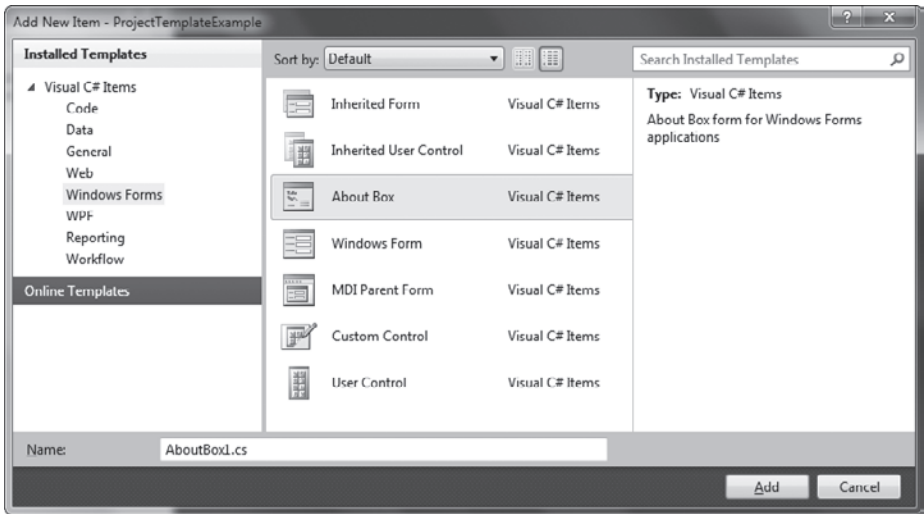 Add New Item - ProjectTemplateExample
? x
Installed Templates
Visual C# Items
Code
Data
General
Web
Windows Forms
WPF
Reporting
Workflow
Online Templates
Sort by: Default
Inherited Form Visual C# Items
Inherited User Control Visual C# Items
About Box Visual C# Items
Windows Form Visual C# Items
MDI Parent Form Visual C# Items
Custom Control Visual C# Items
User Control Visual C# Items
Search Installed Templates
Type: Visual C# Items
About Box form for Windows Forms
applications
Name: AboutBox1.cs
Add Cancel